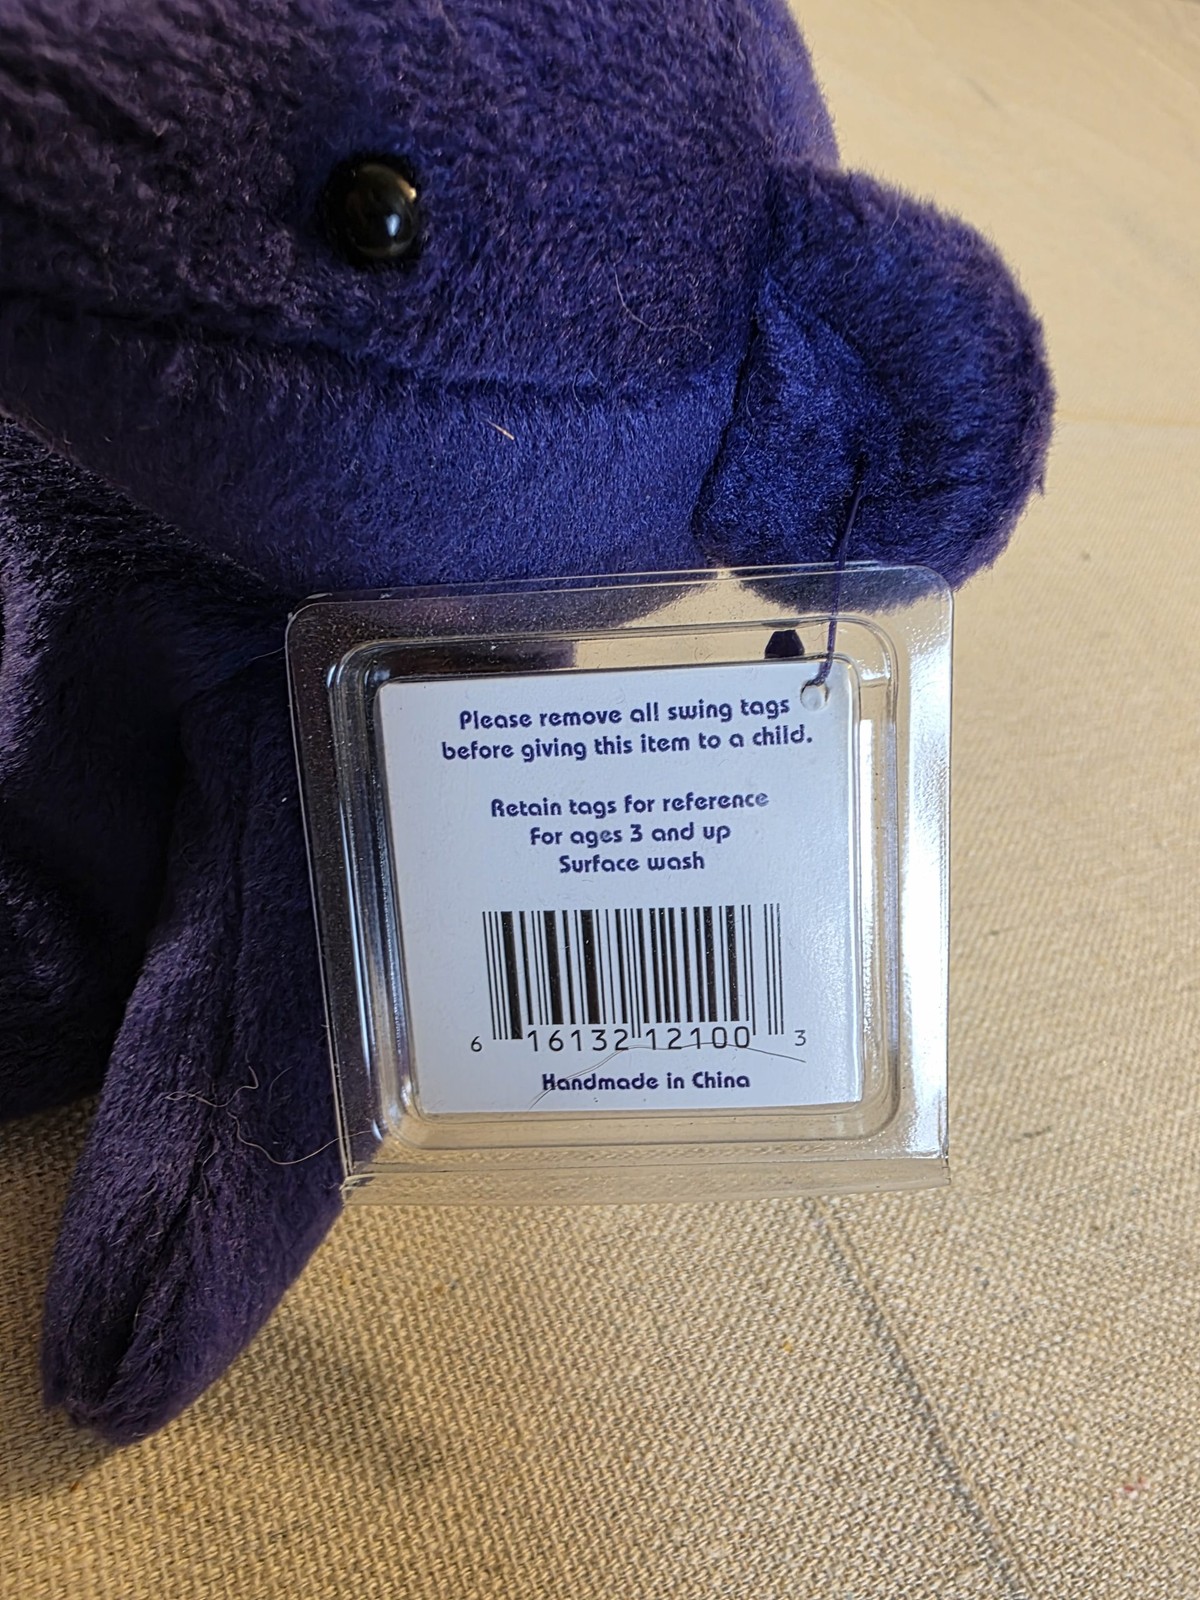 Please remove all swing tags
before giving this item to a child.
Retain tags for reference
For ages 3 and up
Surface wash
6 16132 12100 3
Handmade in China